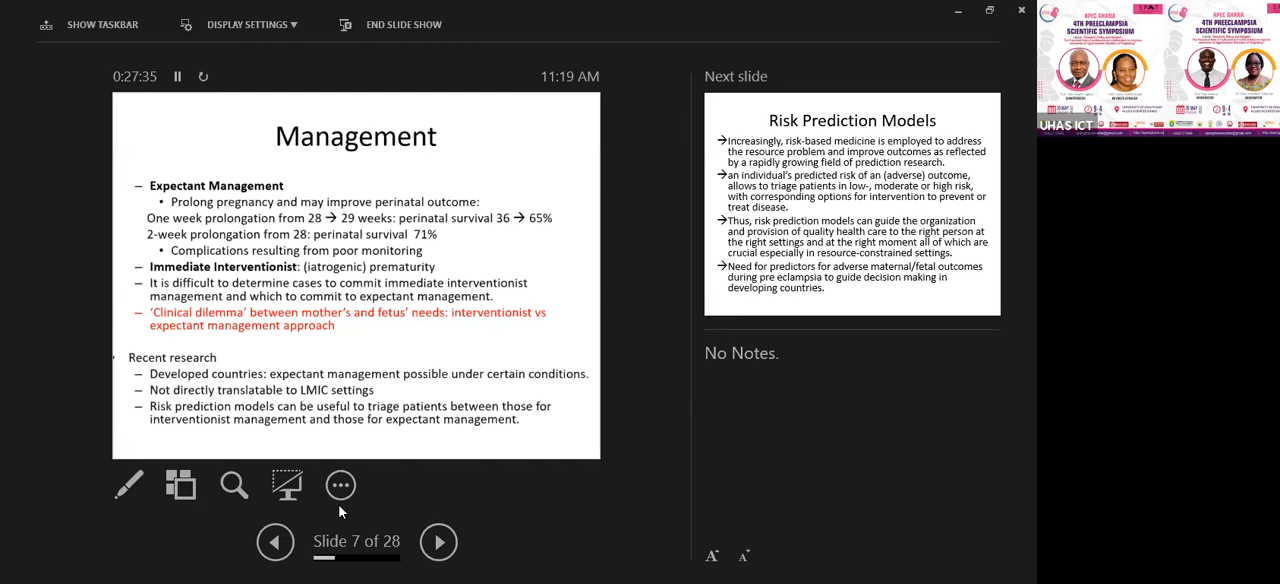 SHOW TASKBAR
DISPLAY SETTINGS ▼
END SLIDE SHOW
0:27:35
11:19 AM
Management
– Expectant Management
• Prolong pregnancy and may improve perinatal outcome:
One week prolongation from 28 → 29 weeks: perinatal survival 36 → 65%
2-week prolongation from 28: perinatal survival 71%
• Complications resulting from poor monitoring
– Immediate Interventionist: (iatrogenic) prematurity
– It is difficult to determine cases to commit immediate interventionist
management and which to commit to expectant management.
– ‘Clinical dilemma’ between mother’s and fetus’ needs: interventionist vs
expectant management approach
Recent research
– Developed countries: expectant management possible under certain conditions.
– Not directly translatable to LMIC settings
– Risk prediction models can be useful to triage patients between those for
interventionist management and those for expectant management.
Slide 7 of 28
Next slide
Risk Prediction Models
→Increasingly, risk-based medicine is employed to address
the resource problem and improve outcomes as reflected
by a rapidly growing field of prediction research.
→an individual’s predicted risk of an (adverse) outcome,
allows to triage patients in low-, moderate or high risk,
with corresponding options for intervention to prevent or
treat disease.
→Thus, risk prediction models can guide the organization
and provision of quality health care to the right person at
the right settings and at the right moment all of which are
crucial especially in resource-constrained settings.
→Need for predictors for adverse maternal/fetal outcomes
during pre eclampsia to guide decision making in
developing countries.
No Notes.
A A
APEC GHANA
4TH PREECLAMPSIA
SCIENTIFIC SYMPOSIUM
APEC GHANA
4TH PREECLAMPSIA
SCIENTIFIC SYMPOSIUM
UHAS ICT